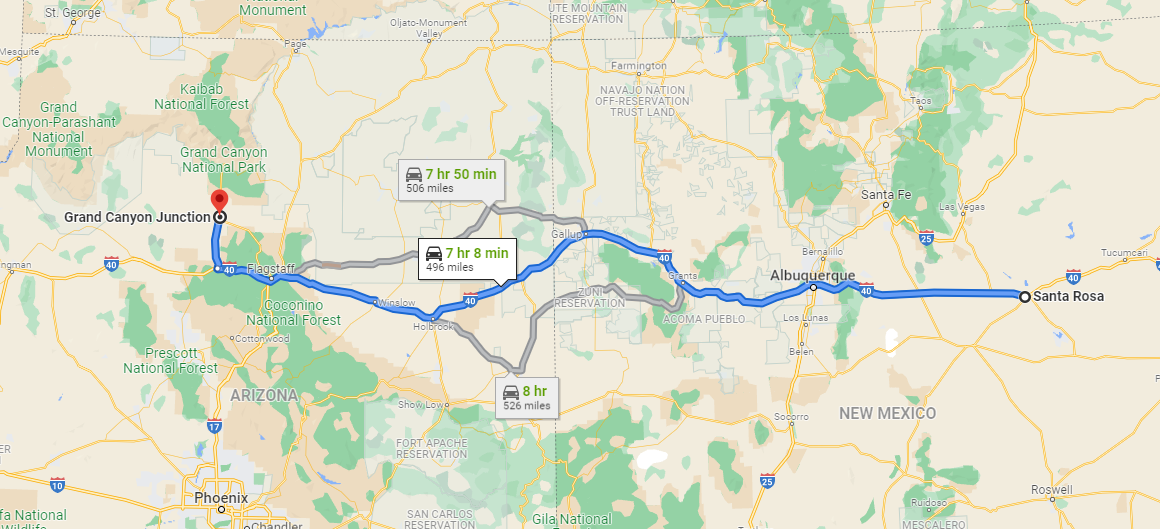 National
Monument
St. George
Mesquite
Page
Oljato-Monument
Valley
UTE MOUNTAIN
RESERVATION
Farmington
NAVAJO NATION
OFF-RESERVATION
TRUST LAND
Taos
Kaibab
National Forest
Grand
Canyon-Parashant
National
Monument
Grand Canyon
National Park
7 hr 50 min
506 miles
Santa Fe
Las Vegas
25
Grand Canyon Junction
Gallup
7 hr 8 min
496 miles
40
Bernalillo
Tucumcari
40
ngman
40
40
Flagstaff
Grants
Albuquerque
40
Santa Rosa
ZUNI
RESERVATION
40
Winslow
Holbrook
Coconino
National Forest
ACOMA PUEBLO
Los Lunas
Belen
Cottonwood
Prescott
National Forest
ARIZONA
8 hr
526 miles
Show Low
Socorro
NEW MEXICO
17
FORT APACHE
RESERVATION
10
25
Phoenix
Chandler
Roswell
Ruidoso
fa National
Wildlife
SAN CARLOS
RESERVATION
Gila National
MESCALERO